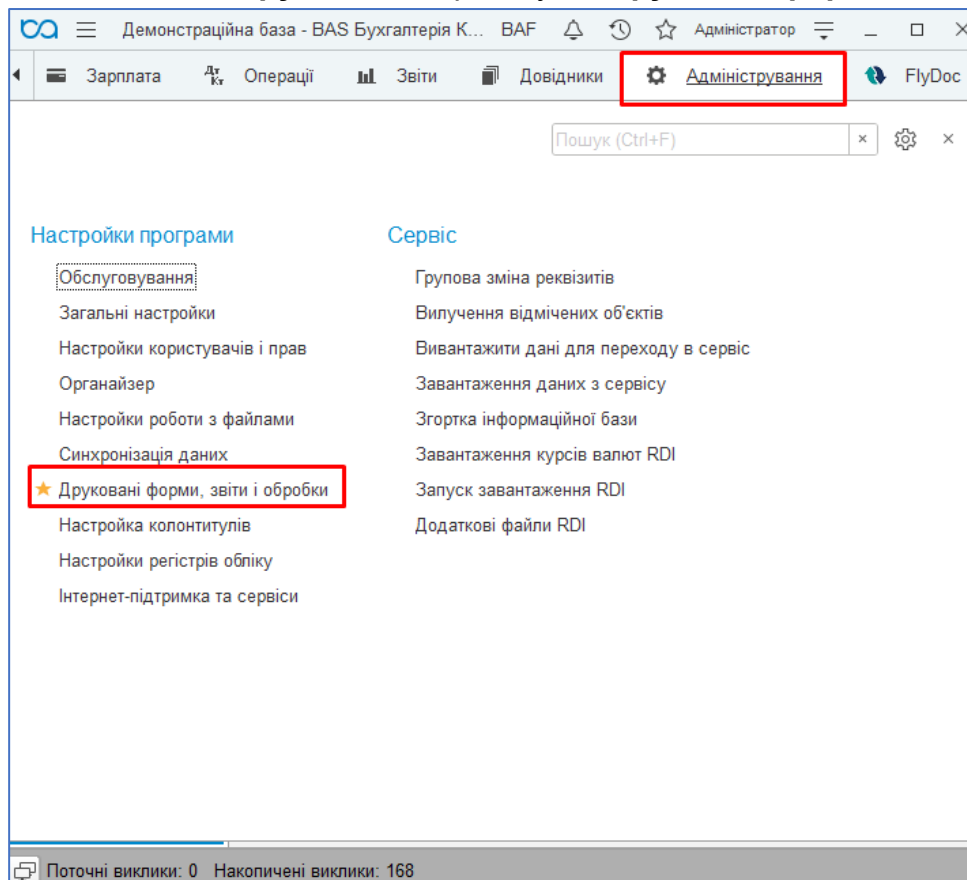 Демонстраційна база - BAS Бухгалтерія К... BAF Адміністратор
Зарплата Дт Кт Операції Звіти Довідники Адміністрування FlyDoc
Пошук (Ctrl+F)
Настройки програми
Обслуговування
Загальні настройки
Настройки користувачів і прав
Органайзер
Настройки роботи з файлами
Синхронізація даних
Друковані форми, звіти і обробки
Настройка колонтитулів
Настройки регістрів обліку
Інтернет-підтримка та сервіси
Сервіс
Групова зміна реквізитів
Вилучення відмічених об'єктів
Вивантажити дані для переходу в сервіс
Завантаження даних з сервісу
Згортка інформаційної бази
Завантаження курсів валют RDI
Запуск завантаження RDI
Додаткові файли RDI
Поточні виклики: 0 Накопичені виклики: 168